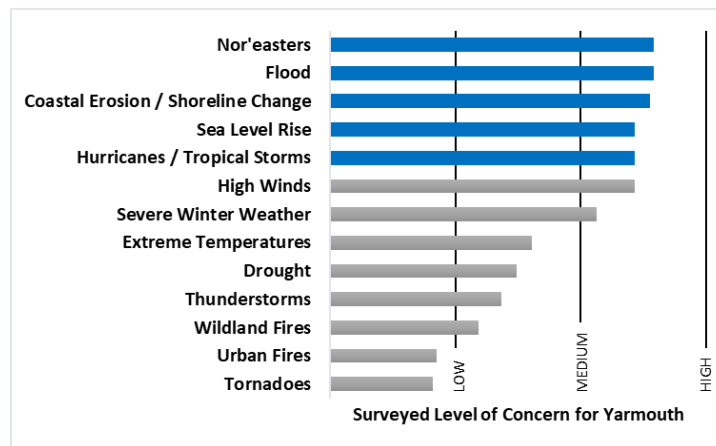 Nor'easters
Flood
Coastal Erosion / Shoreline Change
Sea Level Rise
Hurricanes / Tropical Storms
High Winds
Severe Winter Weather
Extreme Temperatures
Drought
Thunderstorms
Wildland Fires
Urban Fires
Tornadoes
LOW
MEDIUM
HIGH
Surveyed Level of Concern for Yarmouth